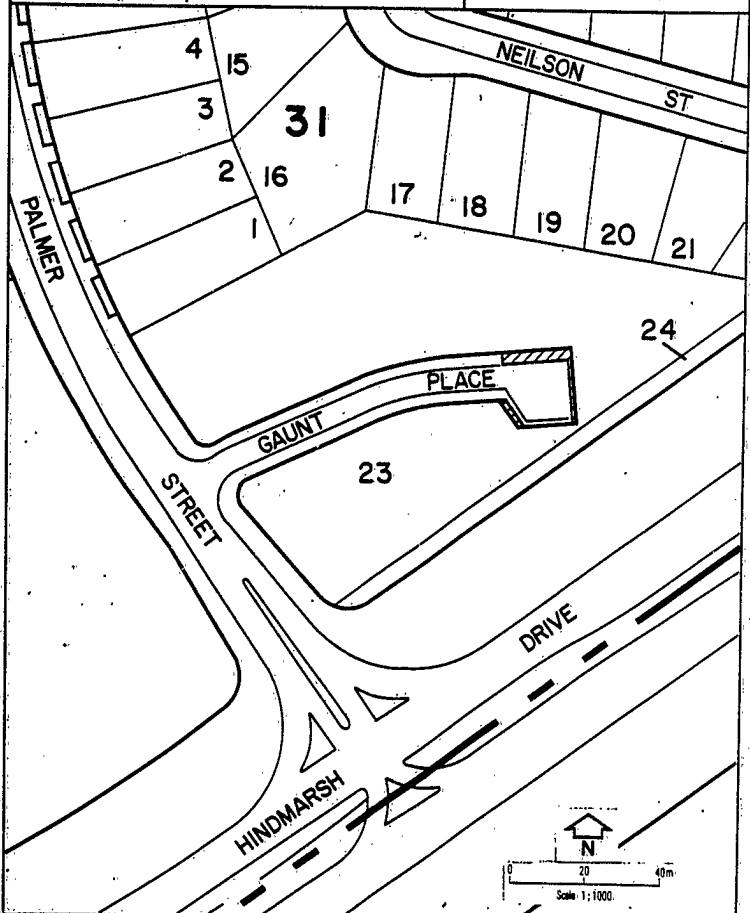 NEILSON ST
4
15
3
31
2
16
1
17
18
19
20
21
PALMER STREET
24
GAUNT PLACE
23
HINDMARSH DRIVE
N
0 20 40m
Scale 1:1000